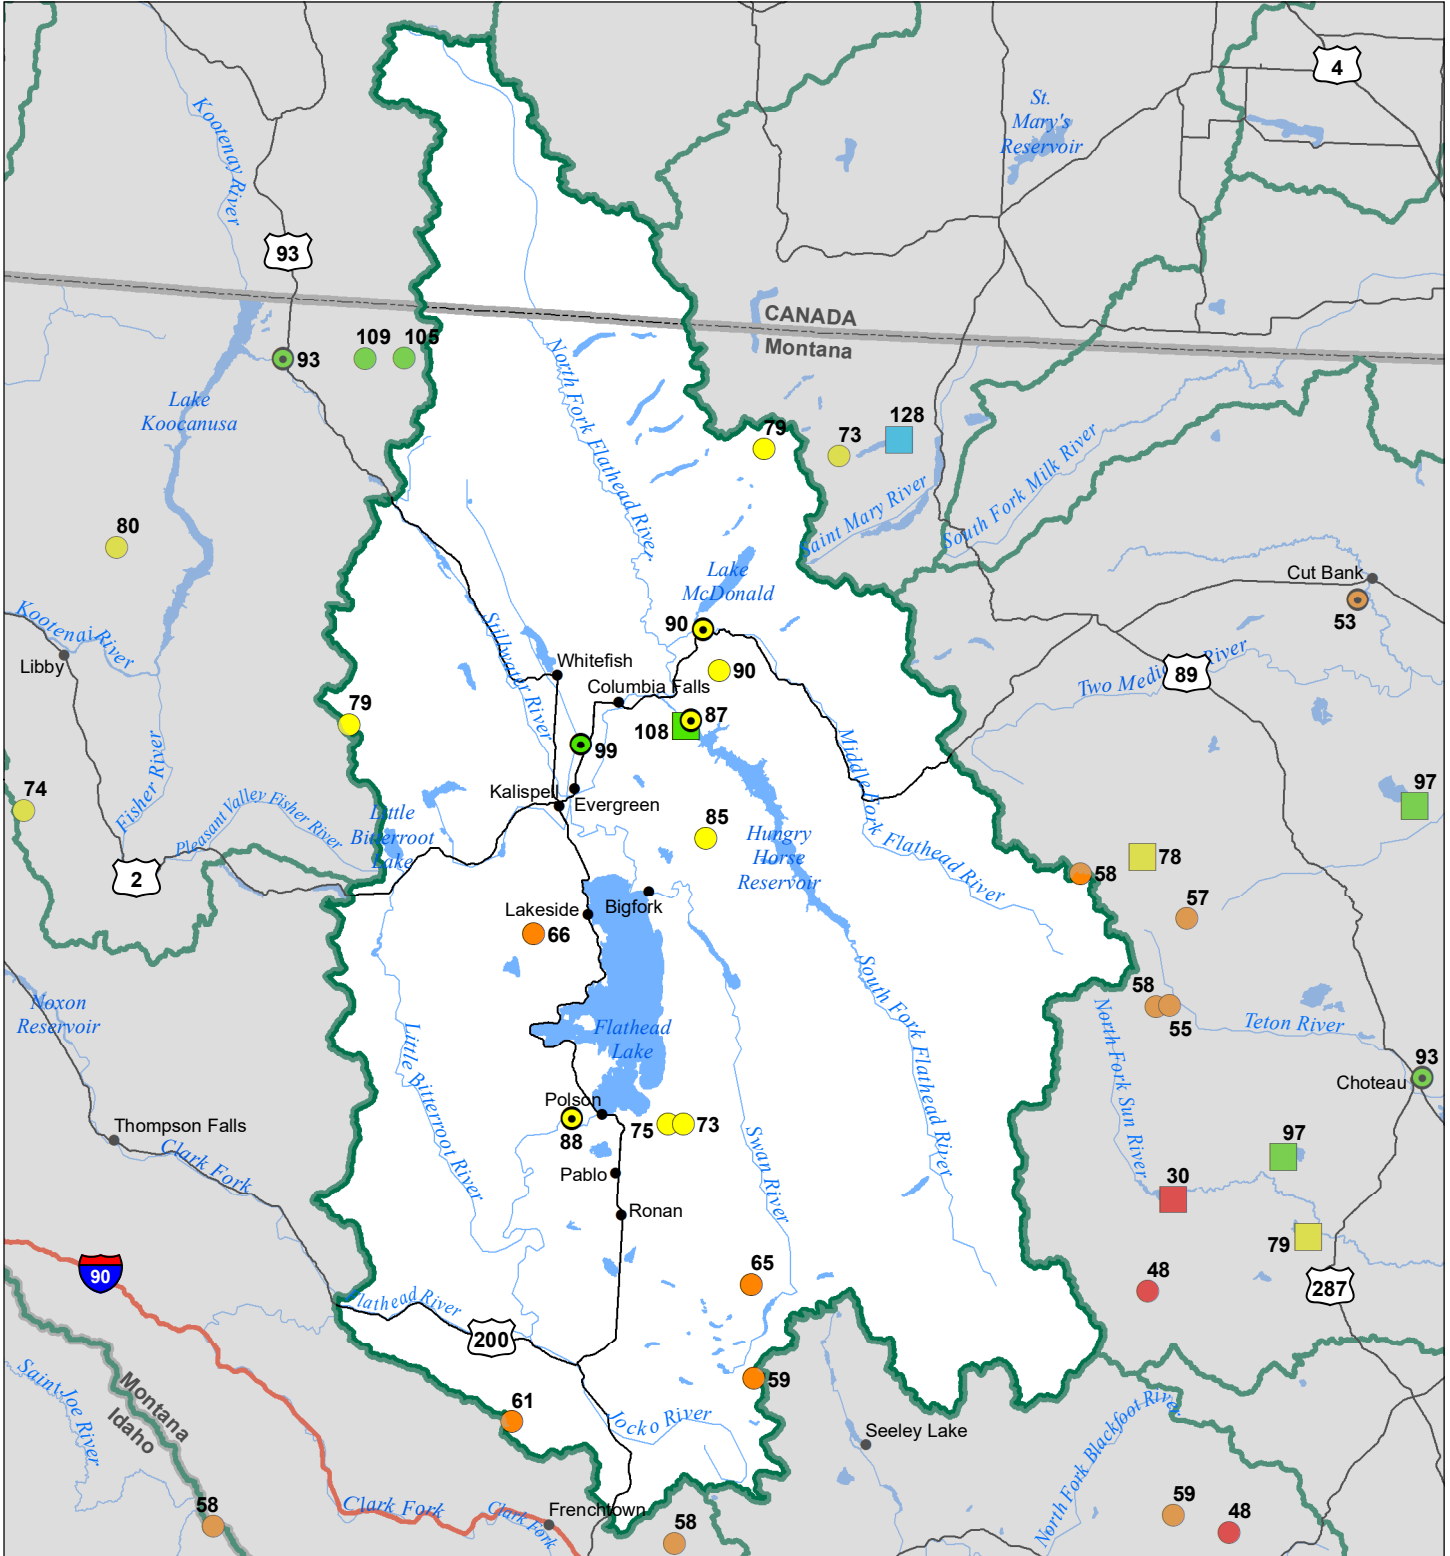 4
St.
Mary's
Reservoir
Kootenay River
93
CANADA
Montana
93
109
105
North Fork Flathead River
Lake
Koocanusa
79
73
128
South Fork Milk River
Saint Mary River
80
Lake
McDonald
Cut Bank
53
Kootenai River
Libby
Stillwater River
90
Whitefish
90
Columbia Falls
Two Medi
River
89
79
108
87
99
Middle Fork Flathead River
74
Fisher River
Pleasant Valley Fisher River
Kalispell
Evergreen
97
Little
Bitterroot
Lake
85
Hungry
Horse
Reservoir
2
78
58
57
Lakeside
Bigfork
66
South Fork Flathead River
Noxon
Reservoir
Flathead
Lake
Little Bitterroot River
North Fork Sun River
58
55
Teton River
93
Choteau
Polson
88
75
73
Thompson Falls
Clark Fork
Swan River
Pablo
97
30
Ronan
79
90
65
48
287
Flathead River
200
Saint Joe River
Montana
Idaho
59
61
Jocko River
Seeley Lake
North Fork Blackfoot River
58
Clark Fork
Clark Fork
Frenchtown
58
59
48